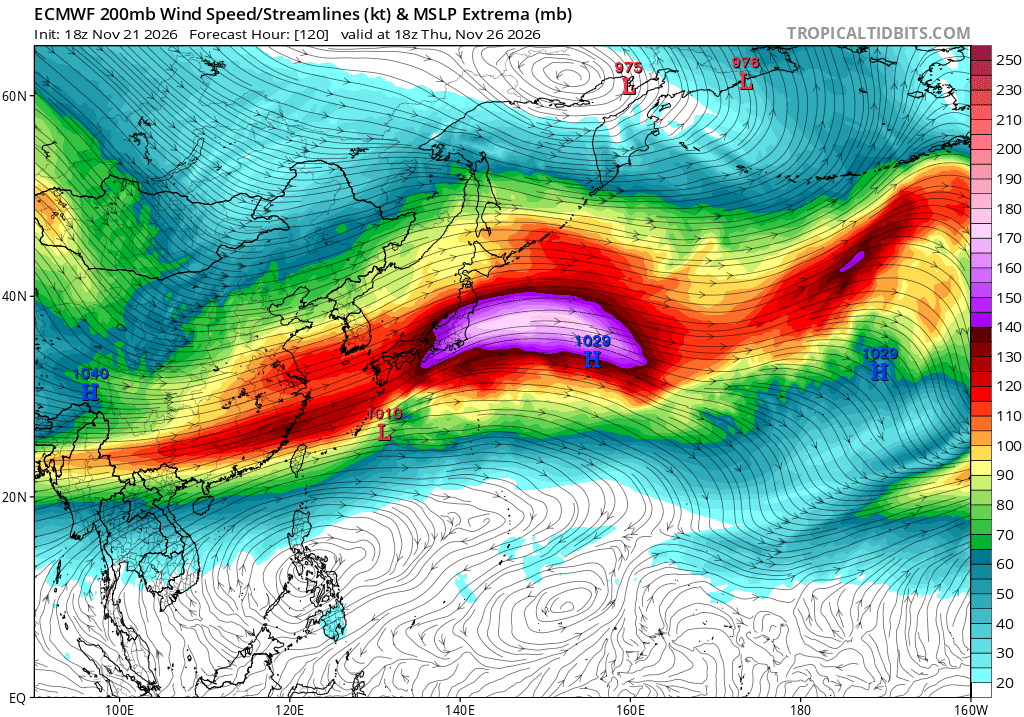 ECMWF 200mb Wind Speed/Streamlines (kt) & MSLP Extrema (mb)
Init: 18z Nov 21 2026 Forecast Hour: [120] valid at 18z Thu, Nov 26 2026
TROPICALTIDBITS.COM
975
L
976
L
60N
40N
20N
EQ
1040
H
1010
L
1029
H
1029
H
250
230
210
200
190
180
170
160
150
140
130
120
110
100
90
80
70
60
50
40
30
20
100E
120E
140E
160E
180
160W